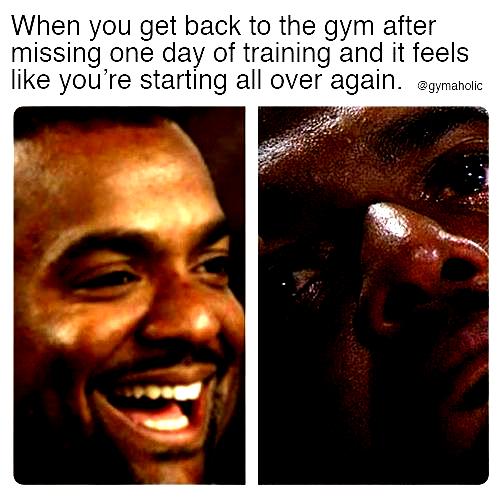 When you get back to the gym after
missing one day of training and it feels
like you’re starting all over again. @gymaholic